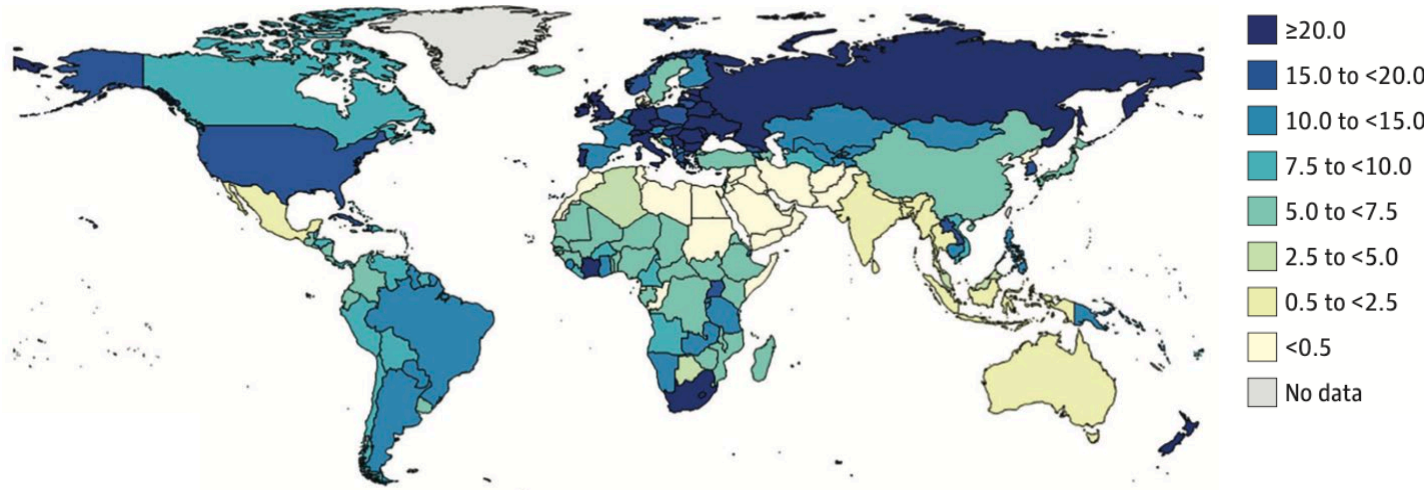 ≥20.0
15.0 to <20.0
10.0 to <15.0
7.5 to <10.0
5.0 to <7.5
2.5 to <5.0
0.5 to <2.5
<0.5
No data